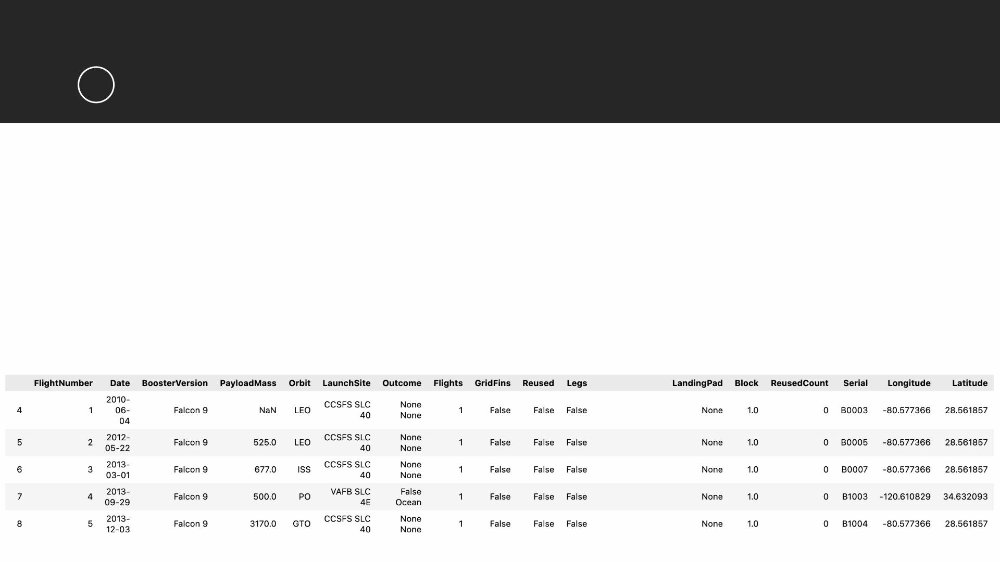 FlightNumber Date BoosterVersion PayloadMass Orbit LaunchSite Outcome Flights GridFins Reused Legs LandingPad Block ReusedCount Serial Longitude Latitude
4 1 2010-06-04 Falcon 9 NaN LEO CCSFS SLC 40 None None 1 False False False None 1.0 0 B0003 -80.577366 28.561857
5 2 2012-05-22 Falcon 9 525.0 LEO CCSFS SLC 40 None None 1 False False False None 1.0 0 B0005 -80.577366 28.561857
6 3 2013-03-01 Falcon 9 677.0 ISS CCSFS SLC 40 None None 1 False False False None 1.0 0 B0007 -80.577366 28.561857
7 4 2013-09-29 Falcon 9 500.0 PO VAFB SLC 4E False Ocean 1 False False False None 1.0 0 B1003 -120.610829 34.632093
8 5 2013-12-03 Falcon 9 3170.0 GTO CCSFS SLC 40 None None 1 False False False None 1.0 0 B1004 -80.577366 28.561857